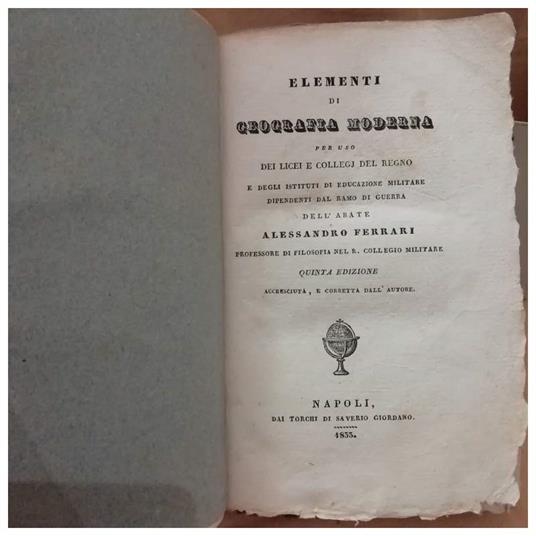 ELEMENTI
DI
GEOGRAFIA MODERNA
PER USO
DEI LICEI E COLLEGJ DEL REGNO
E DEGLI ISTITUTI DI EDUCAZIONE MILITARE
DIPENDENTI DAL RAMO DI GUERRA
DELL' ABATE
ALESSANDRO FERRARI
PROFESSORE DI FILOSOFIA NEL R. COLLEGIO MILITARE
QUINTA EDIZIONE
ACCRESCIUTA, E CORRETTA DALL' AUTORE.
NAPOLI,
DAI TORCHI DI SAVERIO GIORDANO.
1833.